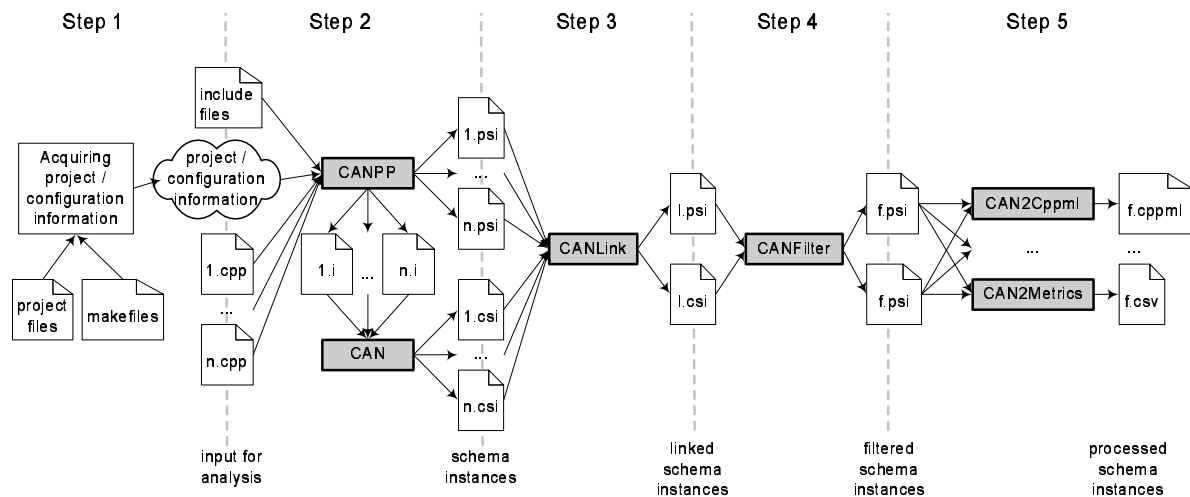 Step 1
Step 2
Step 3
Step 4
Step 5
include
files
Acquiring
project /
configuration
information
project /
configuration
information
project
files
makefiles
1.cpp
...
n.cpp
CANPP
1.i
...
n.i
CAN
1.psi
...
n.psi
1.csi
...
n.csi
CANLink
l.psi
l.csi
CANFilter
f.psi
f.psi
CAN2Cppml
...
CAN2Metrics
f.cppml
...
f.csv
input for
analysis
schema
instances
linked
schema
instances
filtered
schema
instances
processed
schema
instances